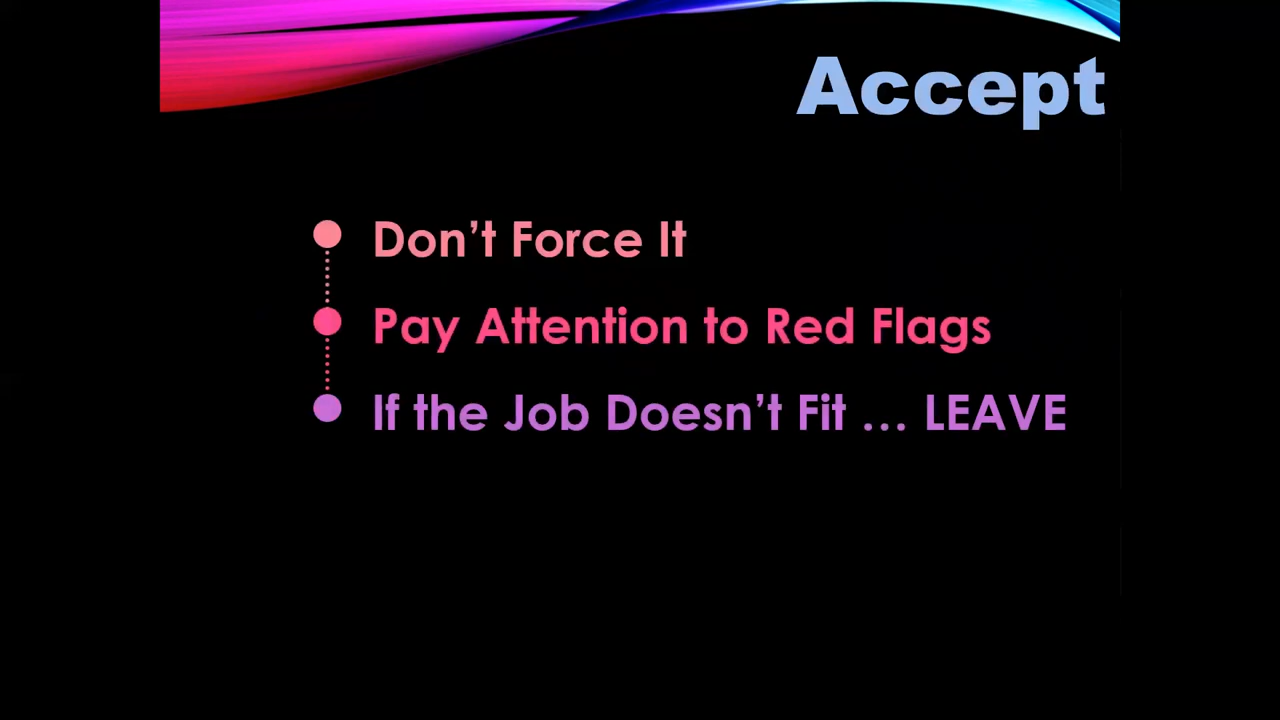 Accept
Don’t Force It
Pay Attention to Red Flags
If the Job Doesn’t Fit … LEAVE